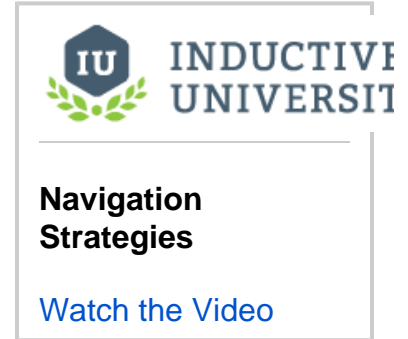 IU
INDUCTIVE
UNIVERSIT
Navigation
Strategies
Watch the Video